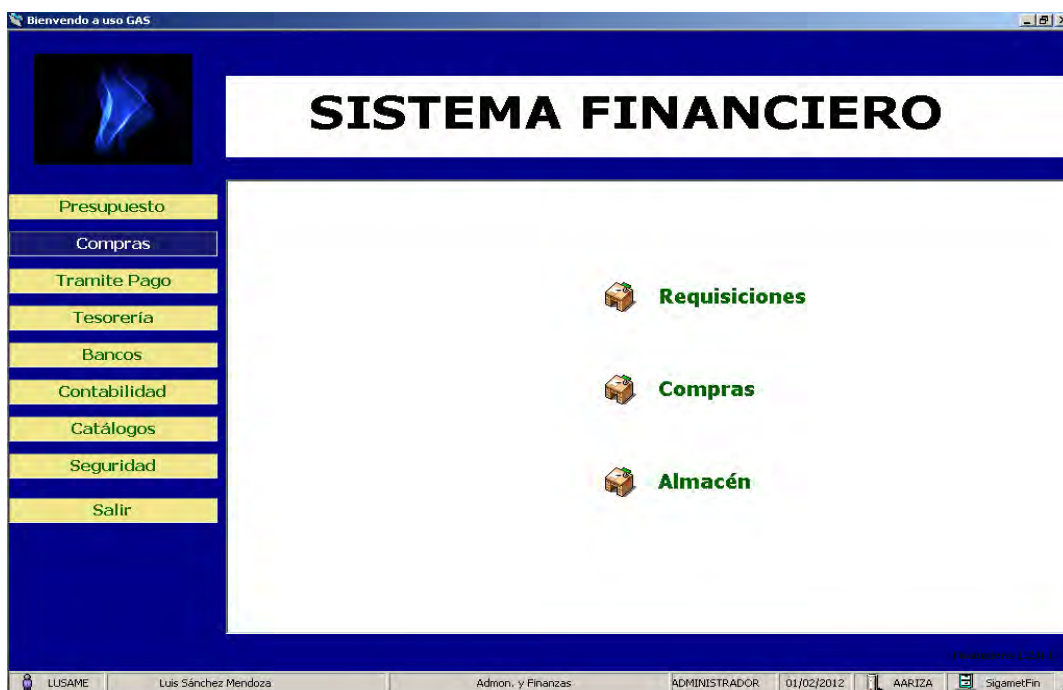 Bienvendo a uso GAS
SISTEMA FINANCIERO
Presupuesto
Compras
Tramite Pago
Tesorería
Bancos
Contabilidad
Catálogos
Seguridad
Salir
Requisiciones
Compras
Almacén
LUSAME Luis Sánchez Mendoza Admon. y Finanzas ADMINISTRADOR 01/02/2012 AARIZA SigametFin